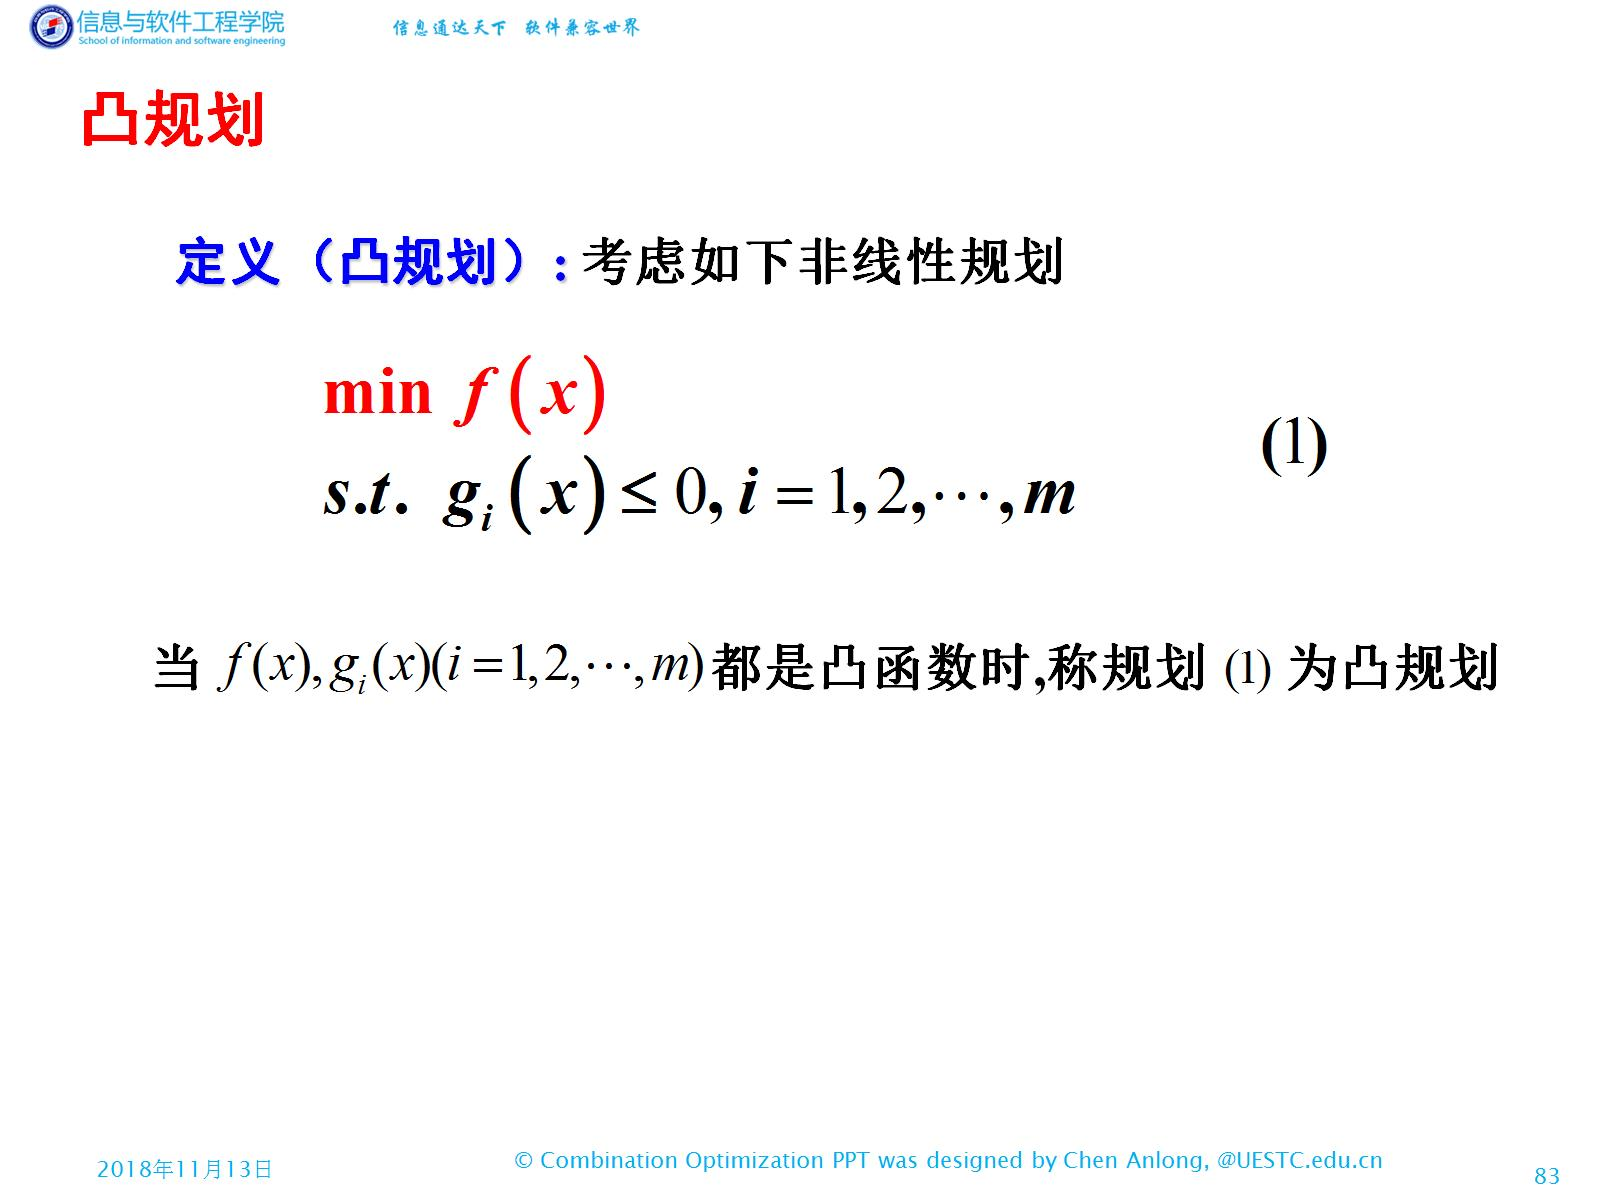 信息与软件工程学院
School of information and software engineering
信息通达天下 软件兼容世界
凸规划
定义（凸规划）: 考虑如下非线性规划
min f(x)
s.t. gᵢ(x) ≤ 0, i = 1,2,⋯,m
(1)
当 f(x),gᵢ(x)(i=1,2,⋯,m)都是凸函数时,称规划 (1) 为凸规划
2018年11月13日
© Combination Optimization PPT was designed by Chen Anlong, @UESTC.edu.cn
83